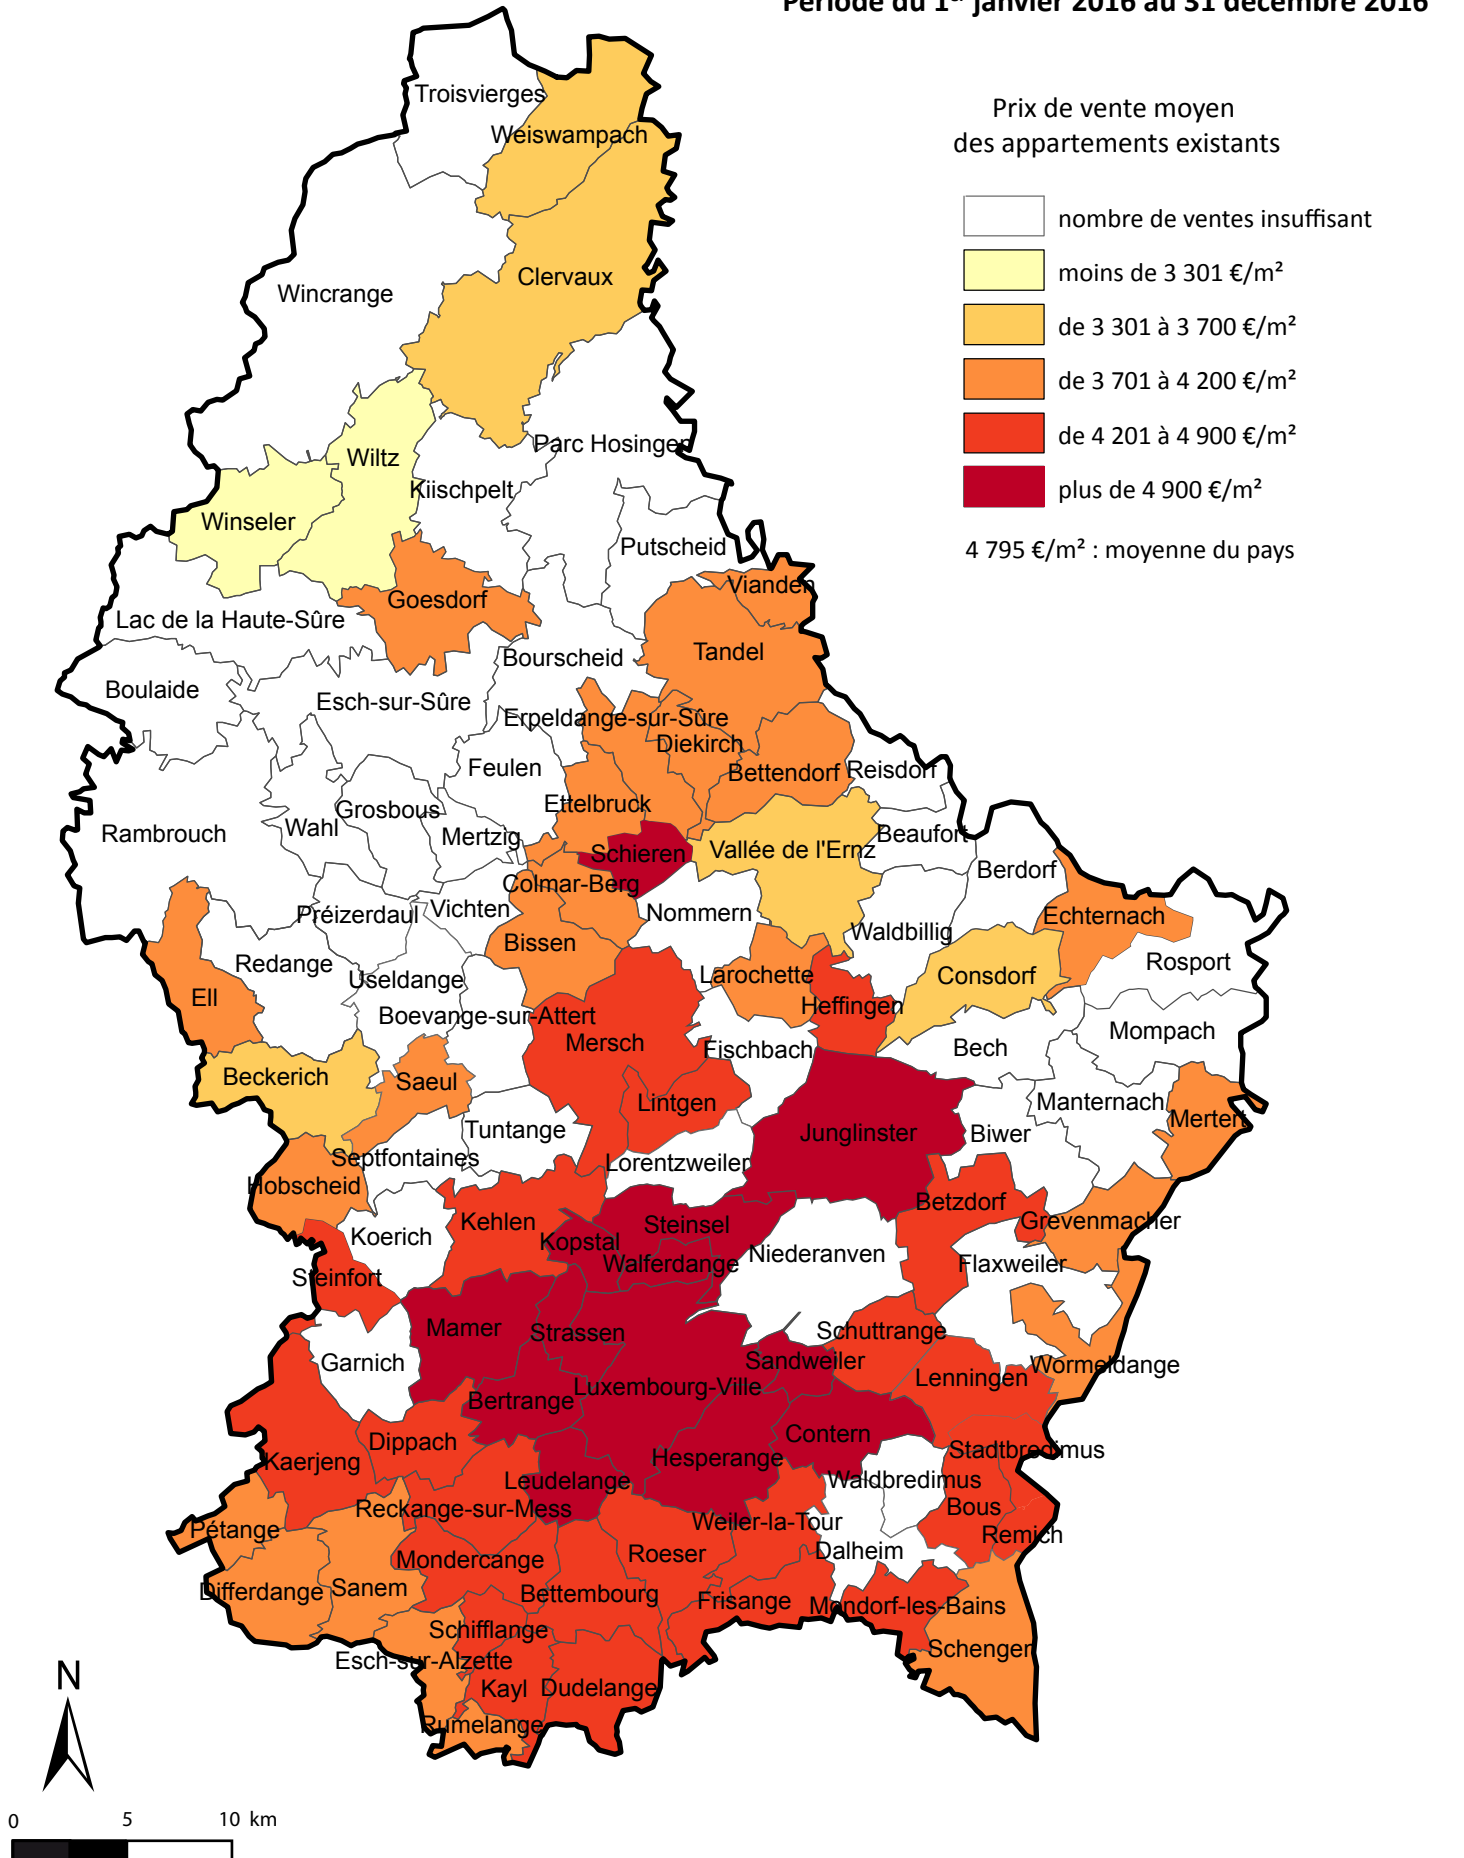 Période du 1er janvier 2016 au 31 décembre 2016
Prix de vente moyen
des appartements existants
nombre de ventes insuffisant
moins de 3 301 €/m²
de 3 301 à 3 700 €/m²
de 3 701 à 4 200 €/m²
de 4 201 à 4 900 €/m²
plus de 4 900 €/m²
4 795 €/m² : moyenne du pays
Troisvierges
Weiswampach
Clervaux
Wincrange
Parc Hosingen
Wiltz
Kiischpelt
Winseler
Putscheid
Vianden
Goesdorf
Lac de la Haute-Sûre
Tandel
Bourscheid
Boulaide
Esch-sur-Sûre
Erpeldange-sur-Sûre
Diekirch
Feulen
Bettendorf
Reisdorf
Ettelbruck
Grosbous
Wahl
Rambrouch
Mertzig
Beaufort
Vallée de l'Ernz
Schieren
Berdorf
Colmar-Berg
Vichten
Préizerdaul
Nommern
Echternach
Waldbillig
Bissen
Redange
Rosport
Useldange
Larochette
Consdorf
Ell
Heffingen
Boevange-sur-Attert
Mompach
Mersch
Fischbach
Bech
Beckerich
Saeul
Lintgen
Manternach
Mertert
Tuntange
Junglinster
Biwer
Septfontaines
Lorentzweiler
Hobscheid
Betzdorf
Kehlen
Steinsel
Grevenmacher
Koerich
Kopstal
Niederanven
Walferdange
Flaxweiler
Steinfort
Mamer
Strassen
Schuttrange
Garnich
Sandweiler
Wormeldange
Lenningen
Luxembourg-Ville
Bertrange
Contern
Dippach
Stadtbredimus
Hesperange
Kaerjeng
Leudelange
Waldbredimus
Reckange-sur-Mess
Bous
Weiler-la-Tour
Pétange
Remich
Roeser
Dalheim
Mondercange
Differdange
Sanem
Bettembourg
Frisange
Mondorf-les-Bains
Schifflange
Schengen
Esch-sur-Alzette
Kayl
Dudelange
Rumelange
N
0 5 10 km